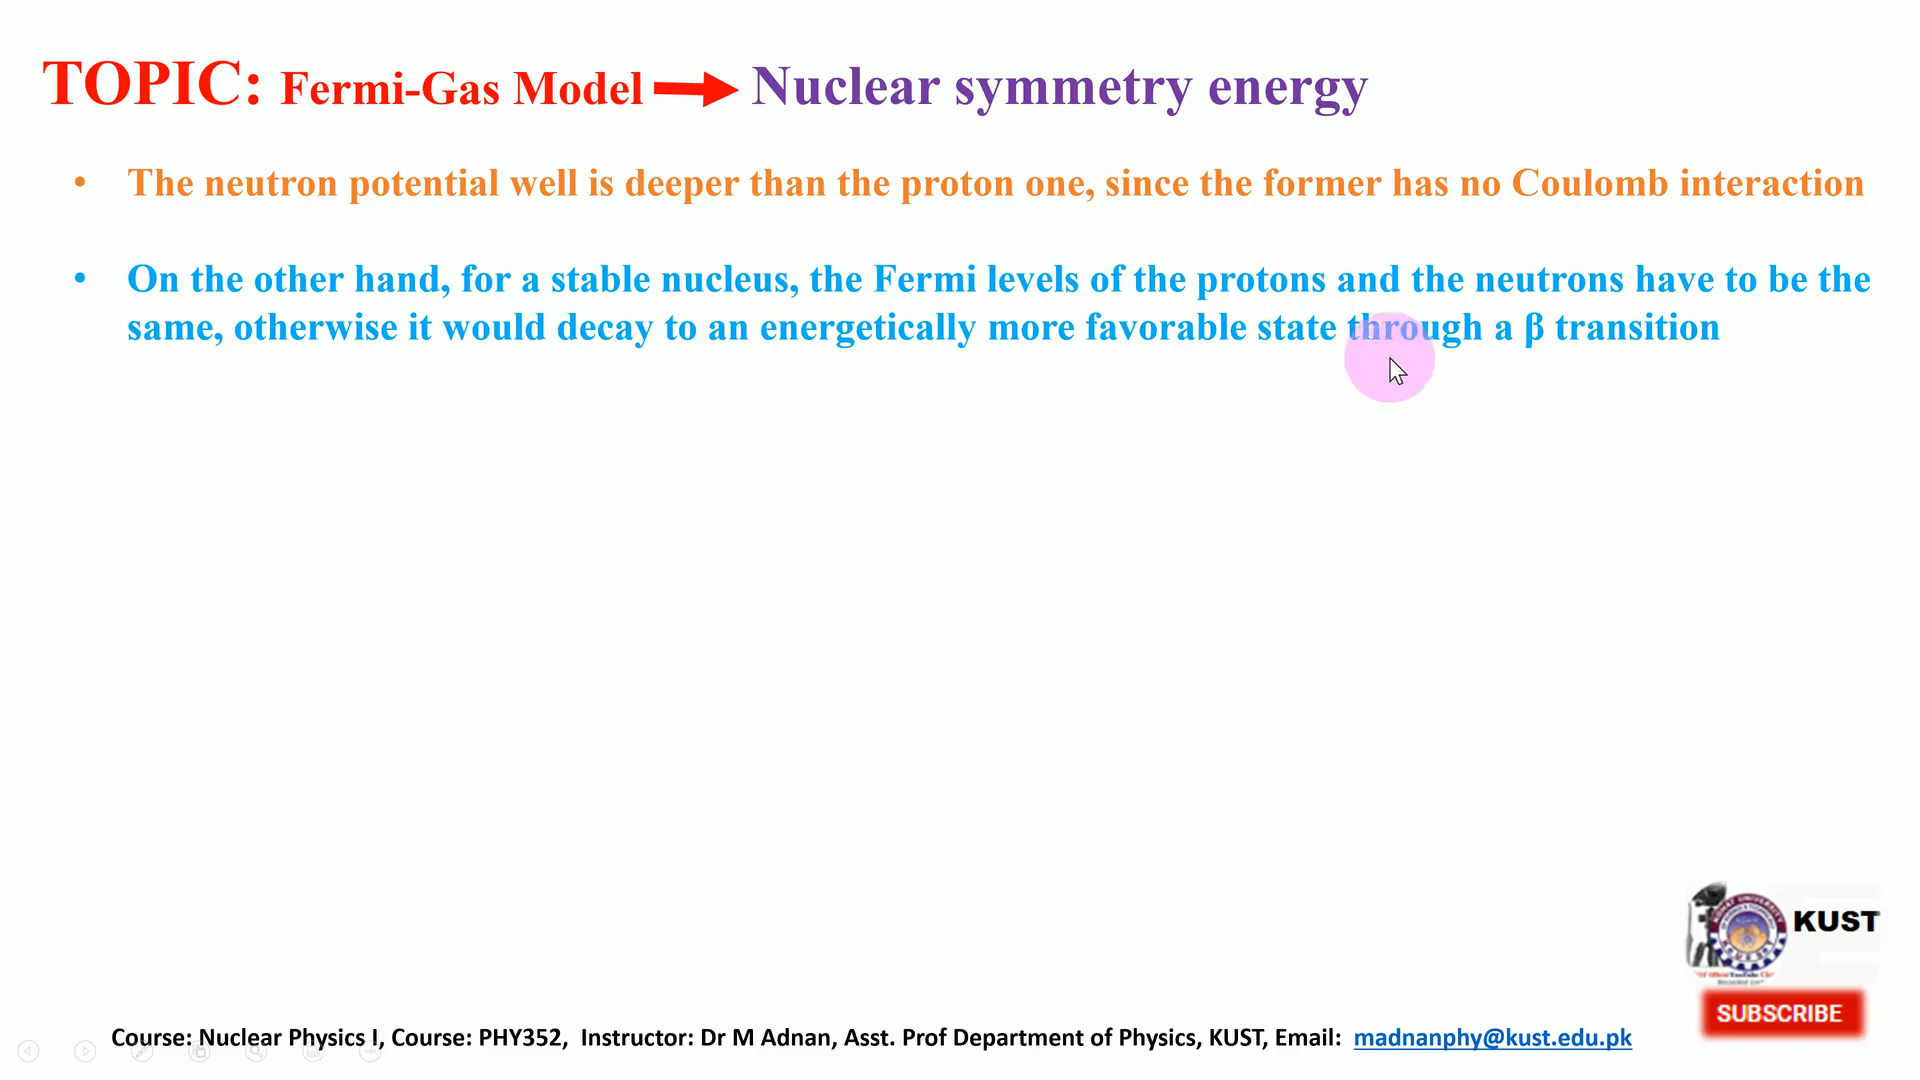 TOPIC: Fermi-Gas Model Nuclear symmetry energy
• The neutron potential well is deeper than the proton one, since the former has no Coulomb interaction
• On the other hand, for a stable nucleus, the Fermi levels of the protons and the neutrons have to be the
same, otherwise it would decay to an energetically more favorable state through a β transition
KUST
SUBSCRIBE
Course: Nuclear Physics I, Course: PHY352, Instructor: Dr M Adnan, Asst. Prof Department of Physics, KUST, Email: madnanphy@kust.edu.pk